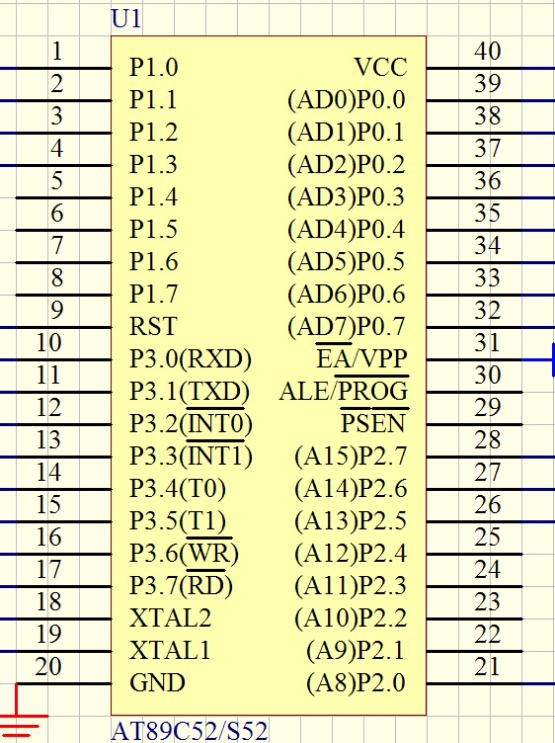 U1
1 P1.0 VCC 40
2 P1.1 (AD0)P0.0 39
3 P1.2 (AD1)P0.1 38
4 P1.3 (AD2)P0.2 37
5 P1.4 (AD3)P0.3 36
6 P1.5 (AD4)P0.4 35
7 P1.6 (AD5)P0.5 34
8 P1.7 (AD6)P0.6 33
9 RST (AD7)P0.7 32
10 P3.0(RXD) E̅A̅/VPP 31
11 P3.1(TXD) ALE/P̅R̅O̅G̅ 30
12 P3.2(I̅N̅T̅0̅) P̅S̅E̅N̅ 29
13 P3.3(I̅N̅T̅1̅) (A15)P2.7 28
14 P3.4(T0) (A14)P2.6 27
15 P3.5(T1) (A13)P2.5 26
16 P3.6(W̅R̅) (A12)P2.4 25
17 P3.7(R̅D̅) (A11)P2.3 24
18 XTAL2 (A10)P2.2 23
19 XTAL1 (A9)P2.1 22
20 GND (A8)P2.0 21
AT89C52/S52